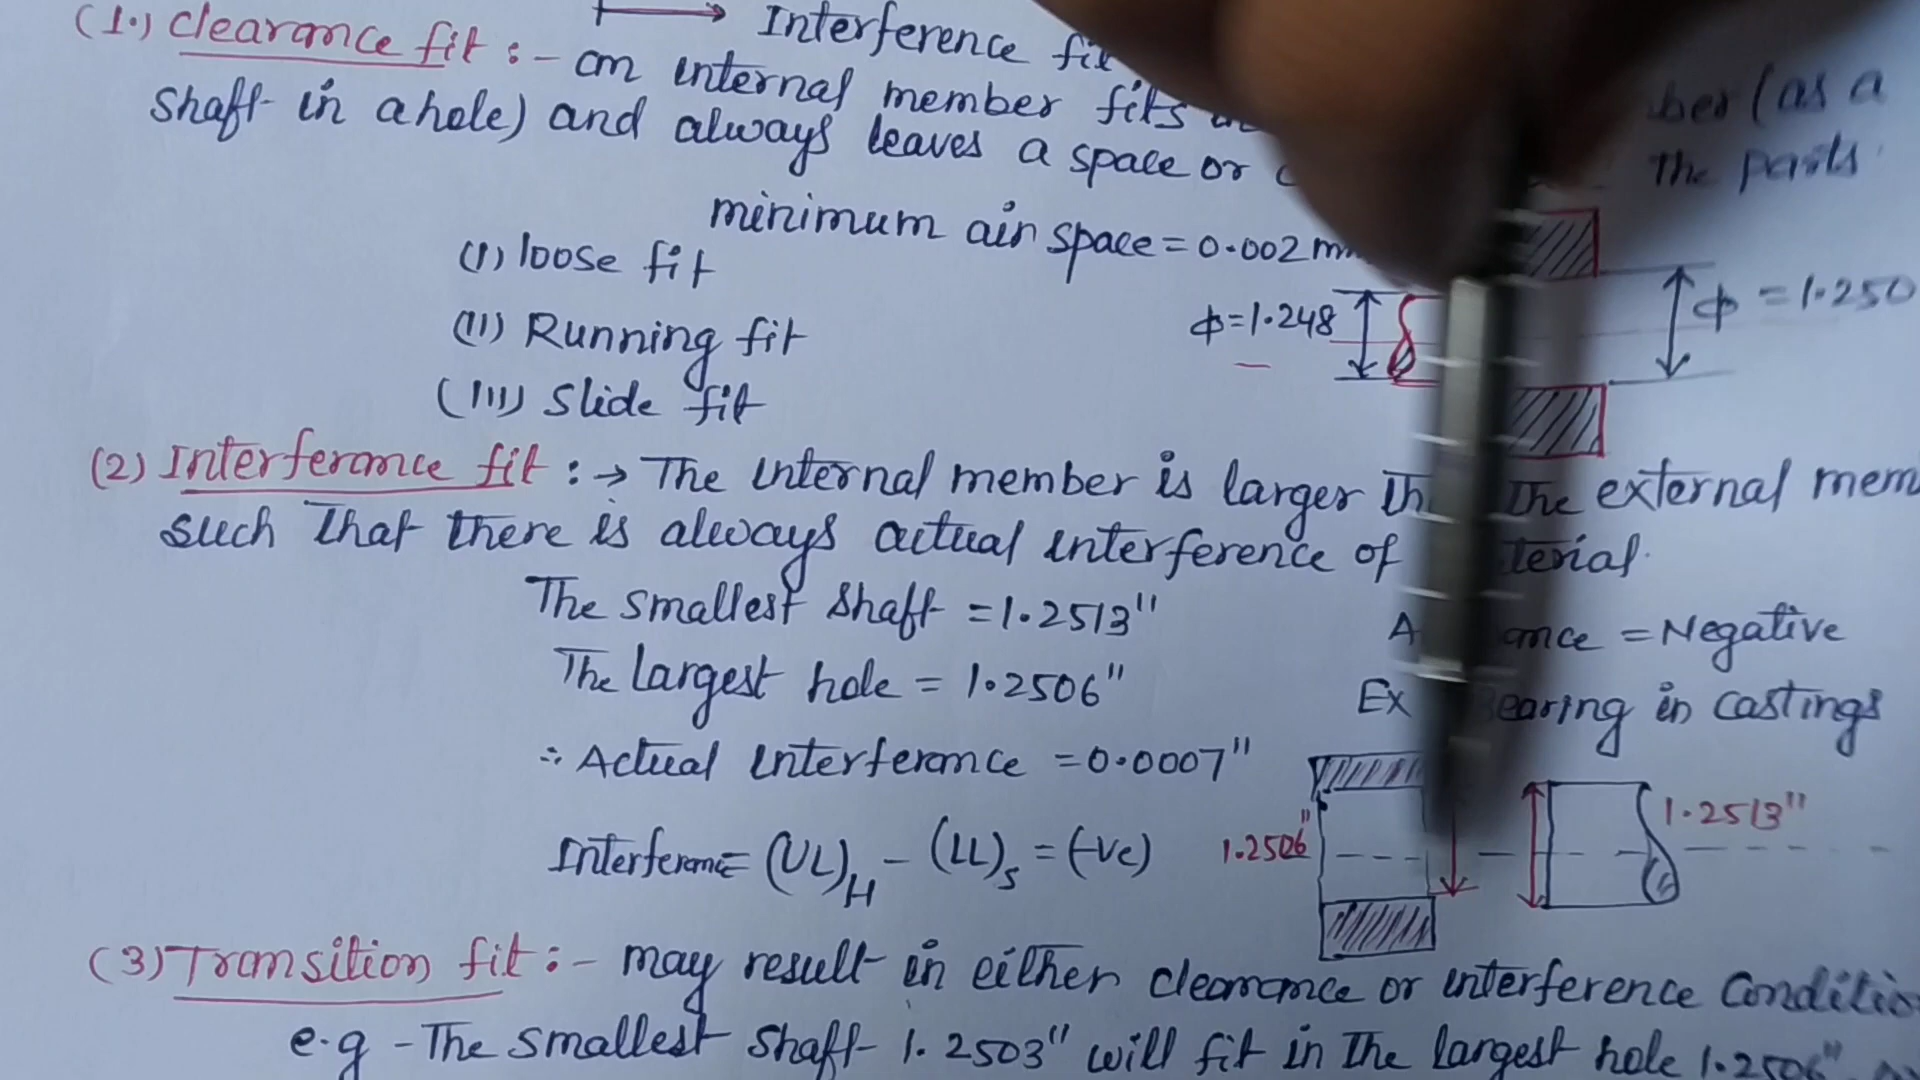 Interference fit
(1.) Clearance fit :- an internal member fits
ber (as a
shaft in a hole) and always leaves a space or
The parts
minimum air space = 0.002 m
(I) loose fit
(II) Running fit
(III) Slide fit
ϕ=1.248
ϕ = 1.250
(2) Interference fit :→ The internal member is larger th The external mem
such that there is always actual interference of terial.
The smallest shaft = 1.2513"
The largest hole = 1.2506"
∴ Actual interference = 0.0007"
Interference = (UL)H - (LL)s = (-ve)
A ance = Negative
Ex earing in castings
1.2506"
1.2513"
(3) Transition fit :- may result in either clearance or interference Conditio
e.g - The smallest shaft 1.2503" will fit in the largest hole 1.2506"